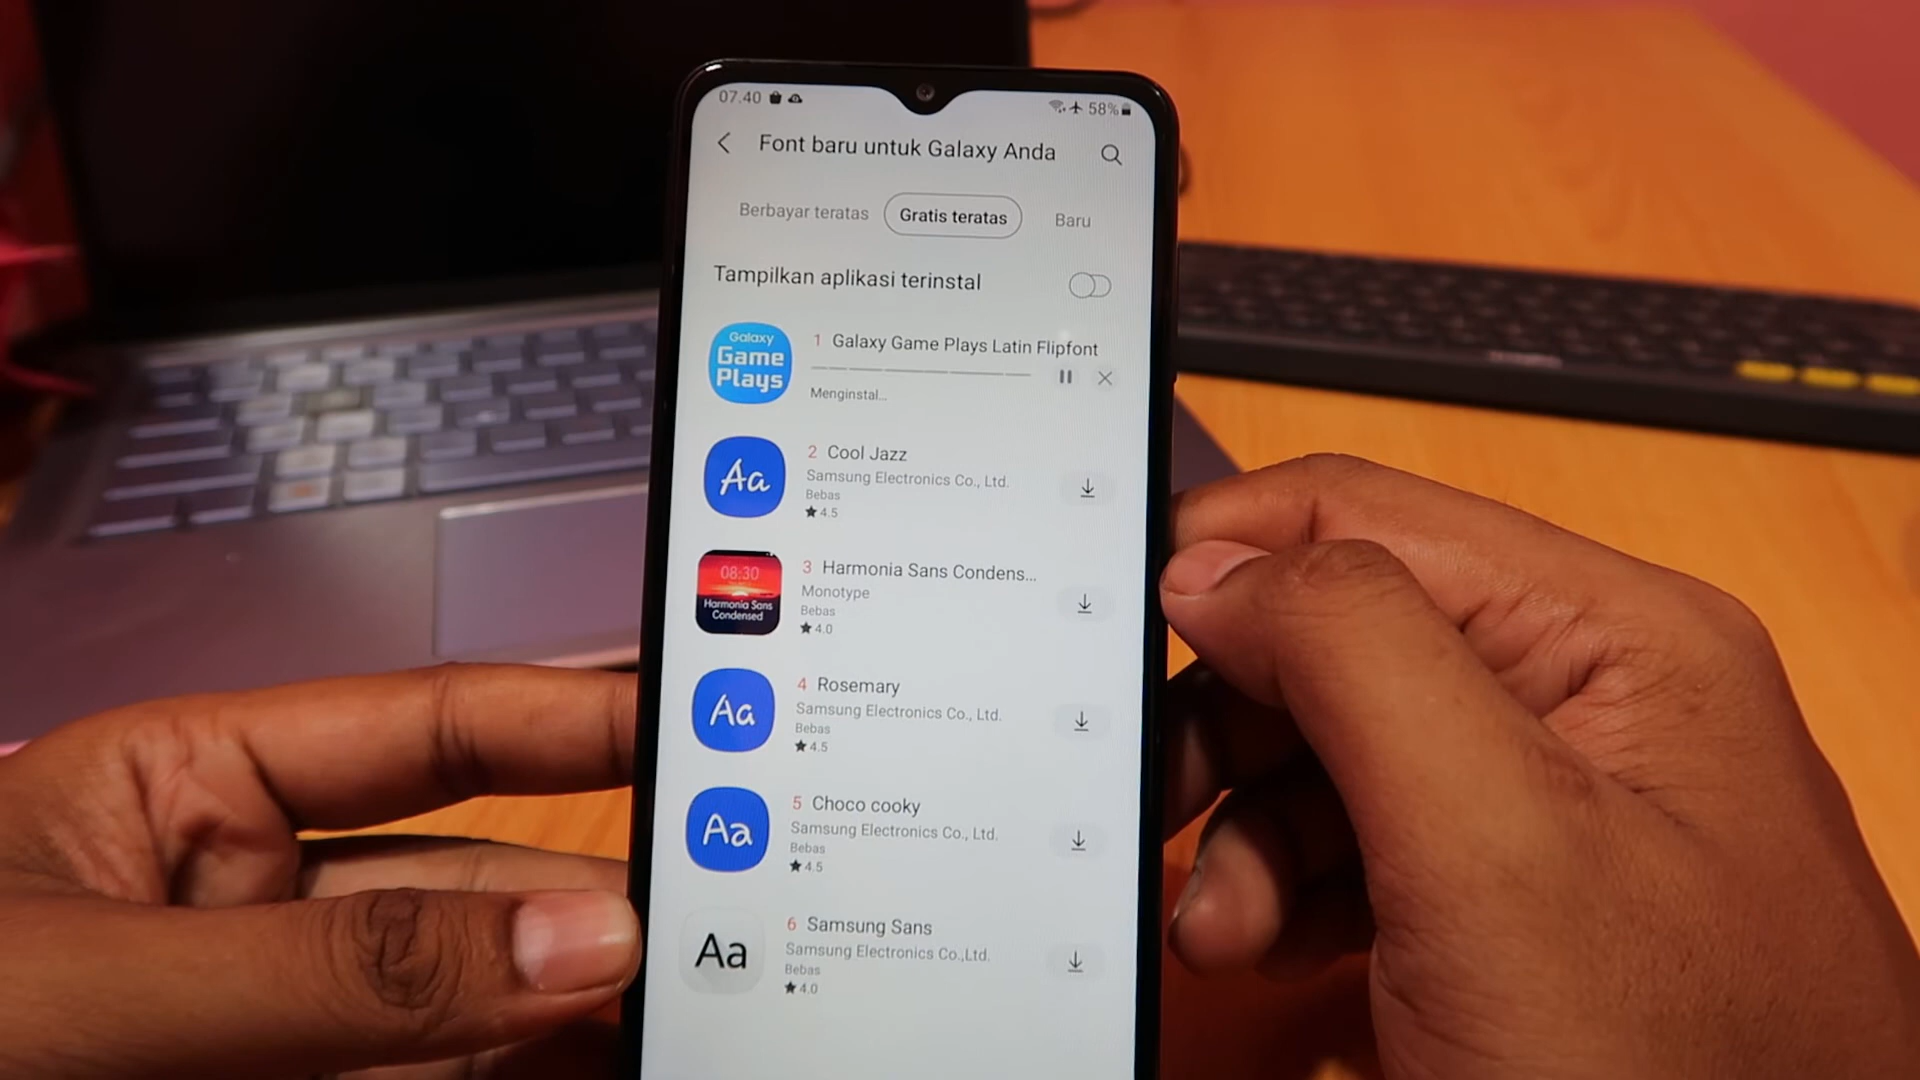 07.40
58%
Font baru untuk Galaxy Anda
Berbayar teratas
Gratis teratas
Baru
Tampilkan aplikasi terinstal
Galaxy
Game
Plays
1 Galaxy Game Plays Latin Flipfont
Menginstal...
Aa
2 Cool Jazz
Samsung Electronics Co., Ltd.
Bebas
★ 4.5
08:30
Harmonia Sans
Condensed
3 Harmonia Sans Condens...
Monotype
Bebas
★ 4.0
Aa
4 Rosemary
Samsung Electronics Co., Ltd.
Bebas
★ 4.5
Aa
5 Choco cooky
Samsung Electronics Co., Ltd.
Bebas
★ 4.5
Aa
6 Samsung Sans
Samsung Electronics Co.,Ltd.
Bebas
★ 4.0